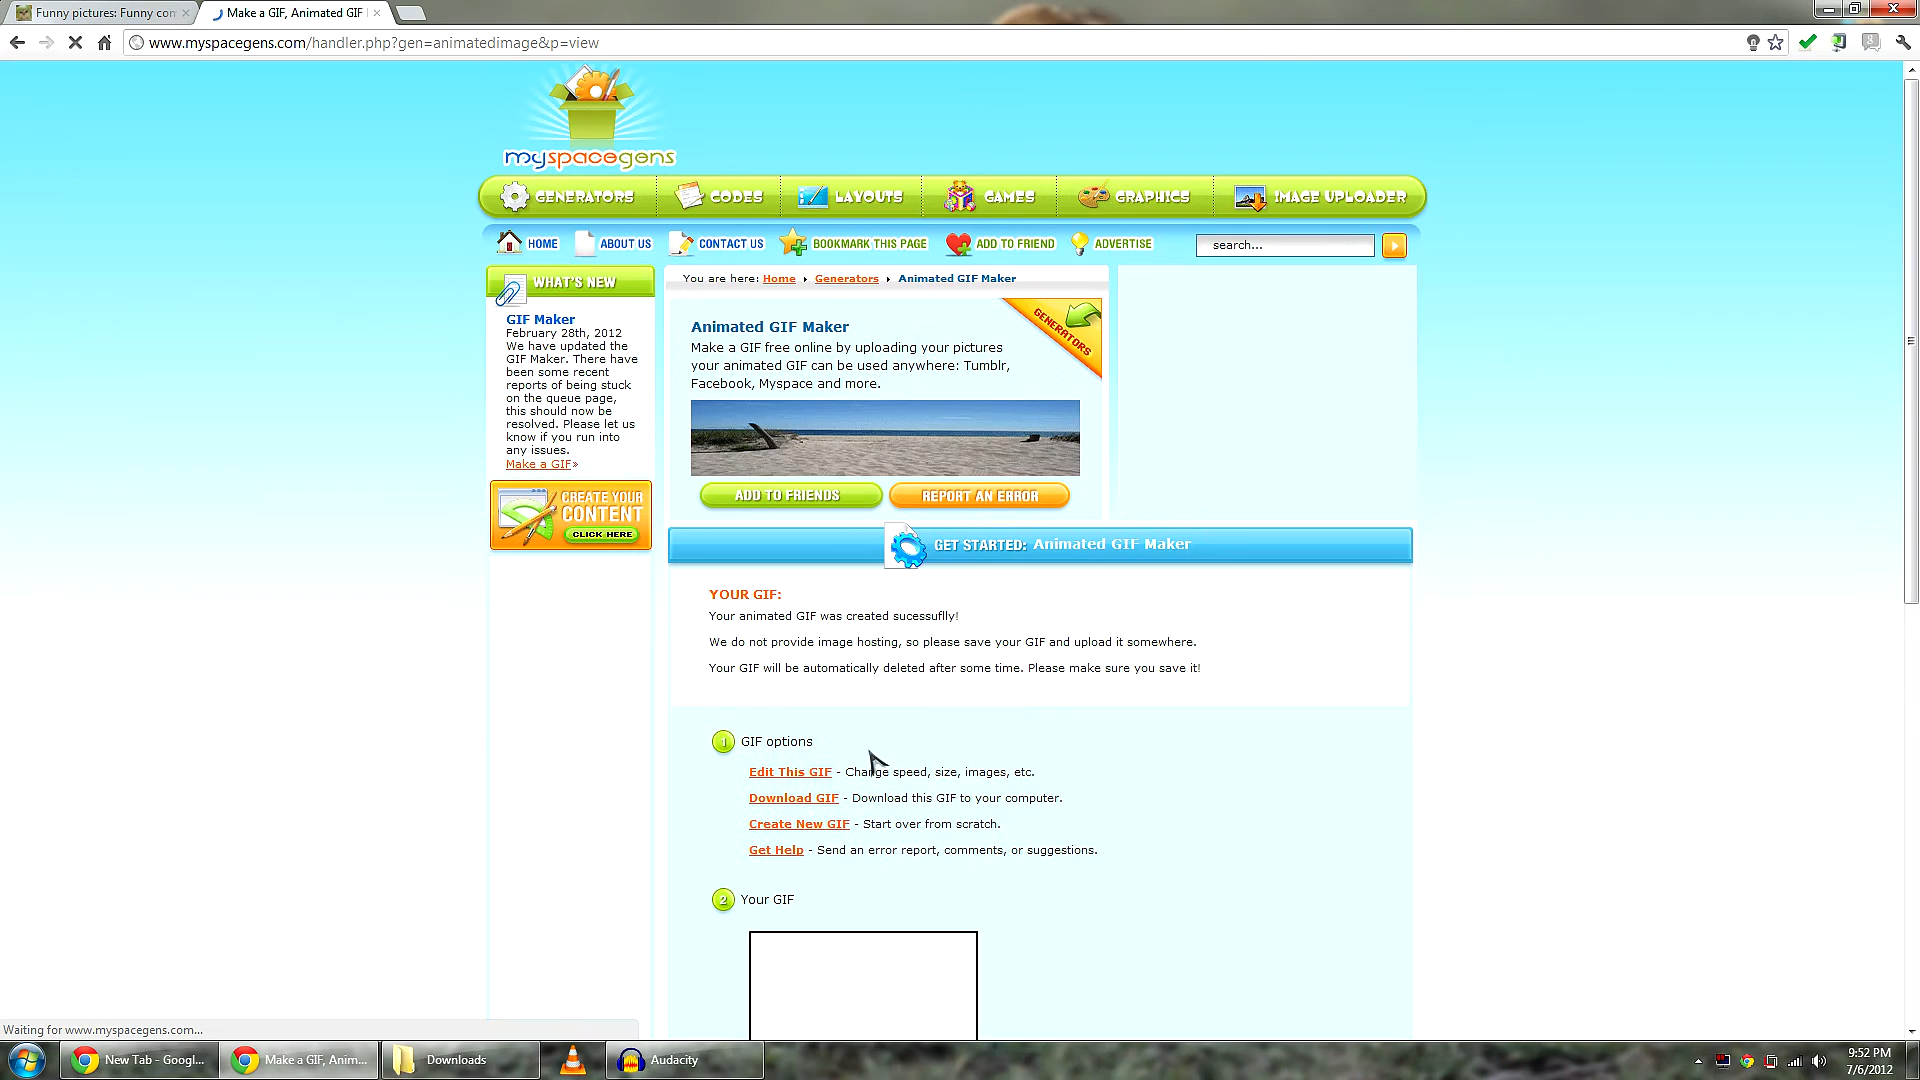 Funny pictures: Funny com
Make a GIF, Animated GIF
www.myspacegens.com/handler.php?gen=animatedimage&p=view
myspacegens
GENERATORS
CODES
LAYOUTS
GAMES
GRAPHICS
IMAGE UPLOADER
HOME
ABOUT US
CONTACT US
BOOKMARK THIS PAGE
ADD TO FRIEND
ADVERTISE
search...
WHAT'S NEW
GIF Maker
February 28th, 2012
We have updated the
GIF Maker. There have
been some recent
reports of being stuck
on the queue page,
this should now be
resolved. Please let us
know if you run into
any issues.
Make a GIF»
CREATE YOUR
CONTENT
CLICK HERE
You are here: Home ▸ Generators ▸ Animated GIF Maker
Animated GIF Maker
Make a GIF free online by uploading your pictures
your animated GIF can be used anywhere: Tumblr,
Facebook, Myspace and more.
GENERATORS
ADD TO FRIENDS
REPORT AN ERROR
GET STARTED: Animated GIF Maker
YOUR GIF:
Your animated GIF was created sucessuflly!
We do not provide image hosting, so please save your GIF and upload it somewhere.
Your GIF will be automatically deleted after some time. Please make sure you save it!
1 GIF options
Edit This GIF - Change speed, size, images, etc.
Download GIF - Download this GIF to your computer.
Create New GIF - Start over from scratch.
Get Help - Send an error report, comments, or suggestions.
2 Your GIF
Waiting for www.myspacegens.com...
New Tab - Googl...
Make a GIF, Anim...
Downloads
Audacity
9:52 PM
7/6/2012